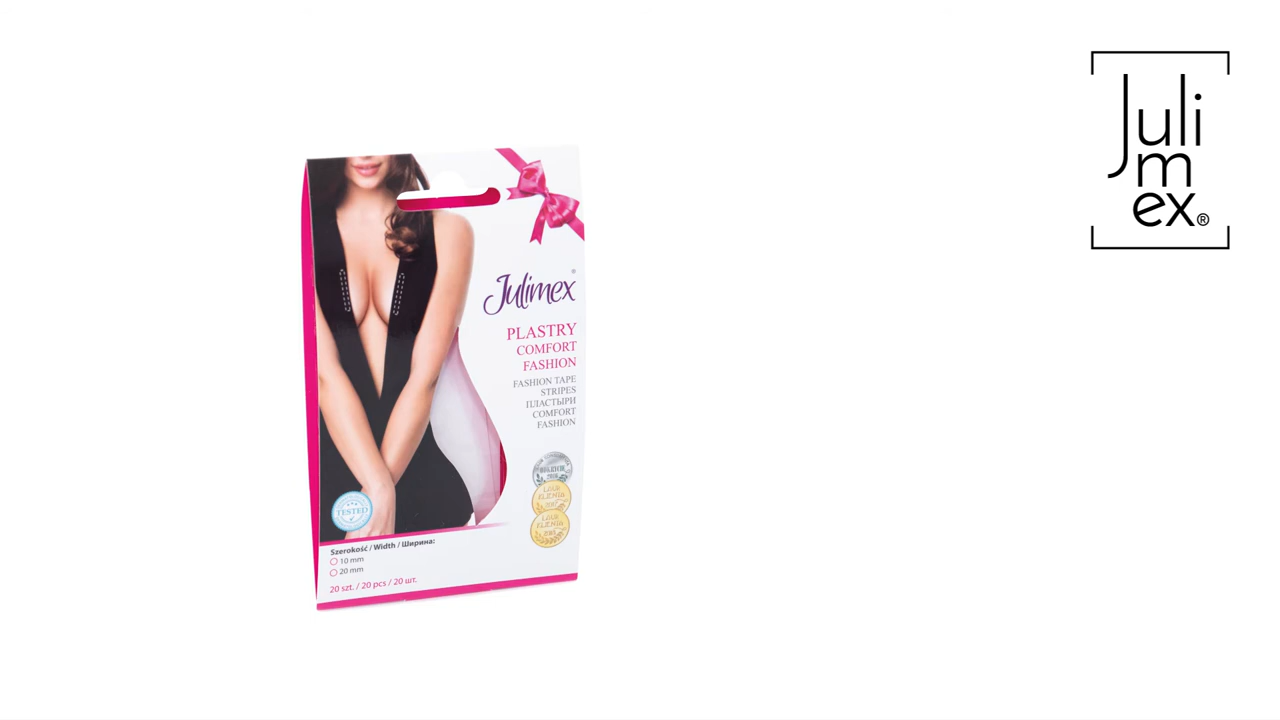 Juli
m
ex®
Julimex®
PLASTRY
COMFORT
FASHION
FASHION TAPE
STRIPES
ПЛАСТЫРИ
COMFORT
FASHION
TESTED
Szerokość / Width / Ширина:
10 mm
20 mm
20 szt. / 20 pcs / 20 шт.